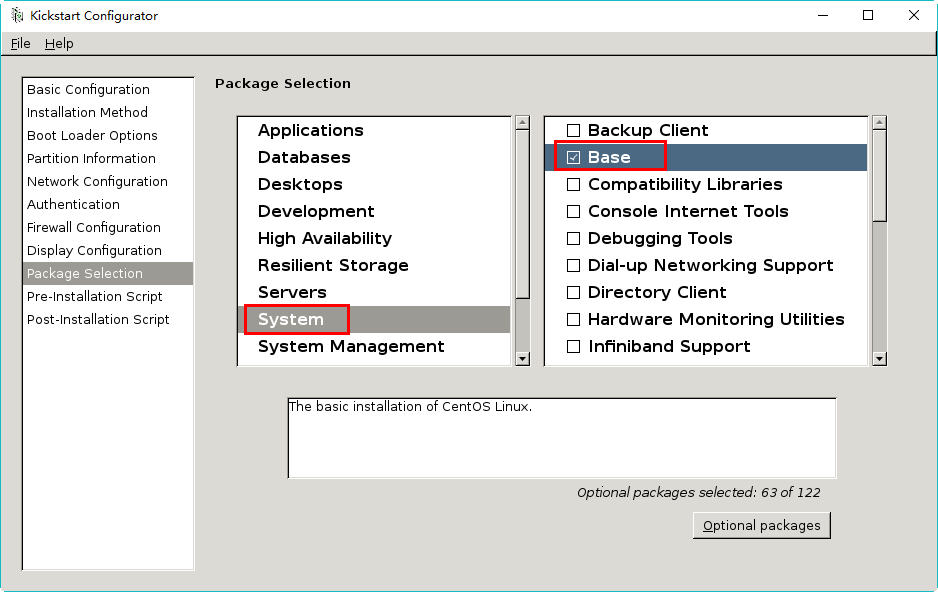 Kickstart Configurator
File Help
Basic Configuration
Installation Method
Boot Loader Options
Partition Information
Network Configuration
Authentication
Firewall Configuration
Display Configuration
Package Selection
Pre-Installation Script
Post-Installation Script
Package Selection
Applications
Databases
Desktops
Development
High Availability
Resilient Storage
Servers
System
System Management
Backup Client
Base
Compatibility Libraries
Console Internet Tools
Debugging Tools
Dial-up Networking Support
Directory Client
Hardware Monitoring Utilities
Infiniband Support
The basic installation of CentOS Linux.
Optional packages selected: 63 of 122
Optional packages